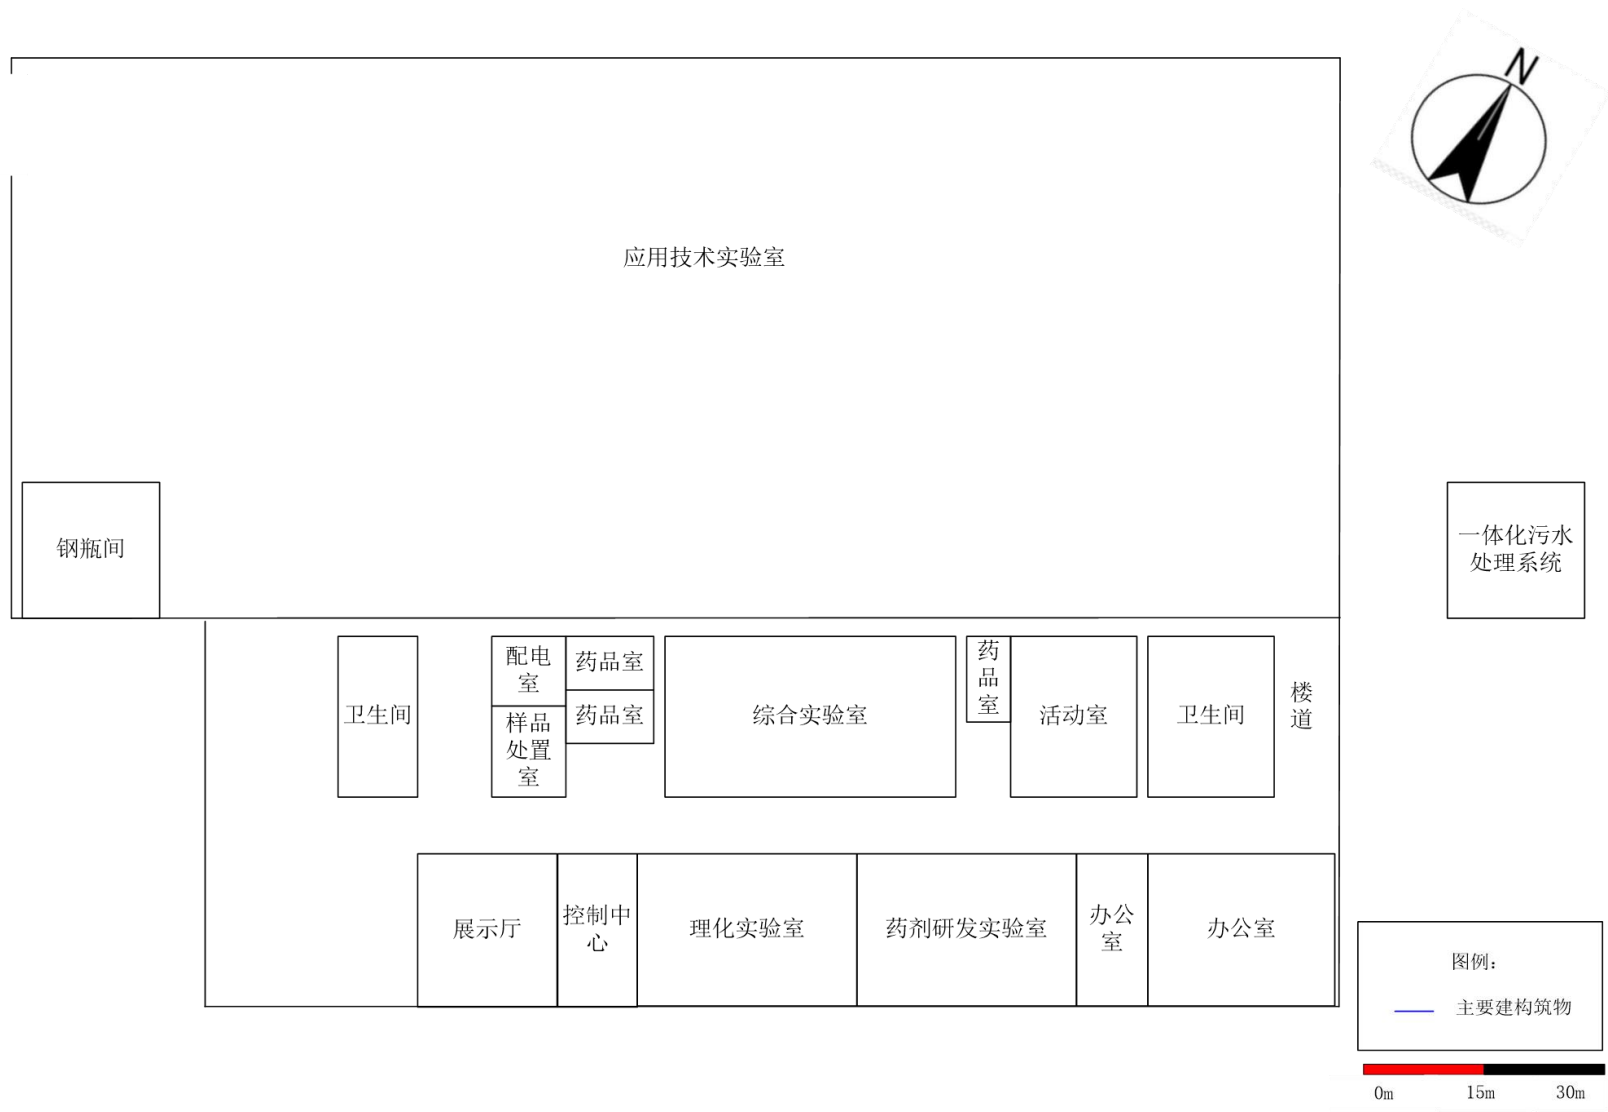 N
应用技术实验室
钢瓶间
一体化污水
处理系统
卫生间
配电
室
药品室
药品室
样品
处置
室
综合实验室
药
品
室
活动室
卫生间
楼
道
展示厅
控制中
心
理化实验室
药剂研发实验室
办公
室
办公室
图例：
主要建构筑物
0m
15m
30m